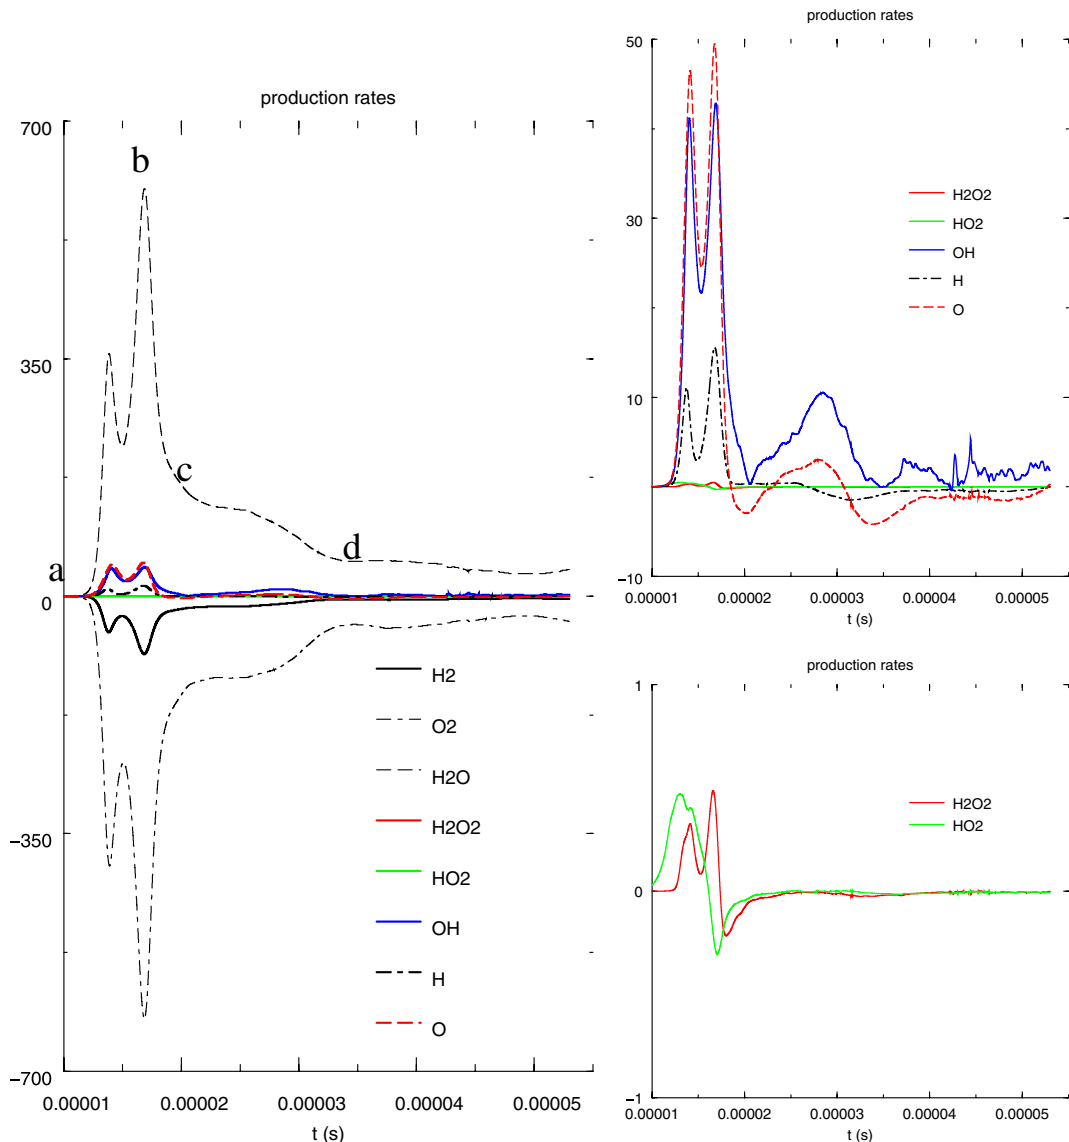 production rates
700
b
350
c
d
a
0
H2
O2
H2O
−350
H2O2
HO2
OH
H
O
−700
0.00001
0.00002
0.00003
0.00004
0.00005
t (s)
production rates
50
H2O2
30
HO2
OH
H
O
10
−10
0.00001
0.00002
0.00003
0.00004
0.00005
t (s)
production rates
1
H2O2
HO2
0
−1
0.00001
0.00002
0.00003
0.00004
0.00005
t (s)